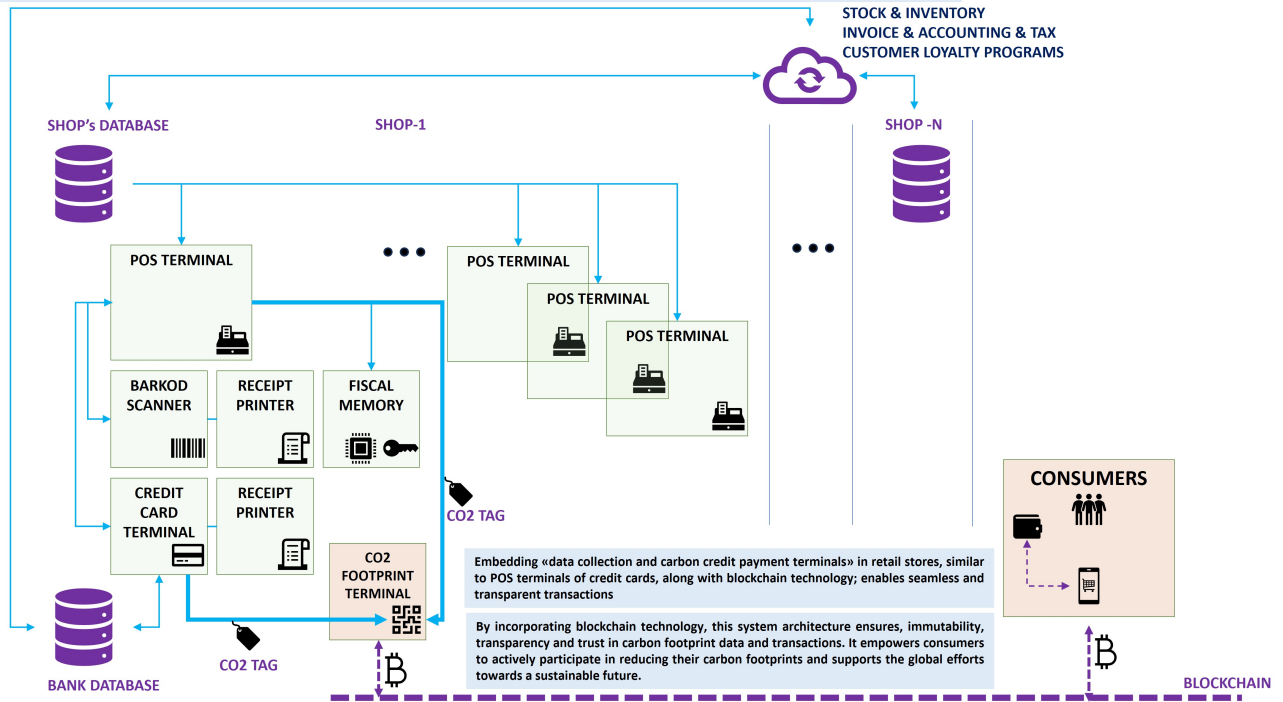 STOCK & INVENTORY
INVOICE & ACCOUNTING & TAX
CUSTOMER LOYALTY PROGRAMS
SHOP's DATABASE
SHOP-1
SHOP -N
POS TERMINAL
POS TERMINAL
POS TERMINAL
POS TERMINAL
BARKOD
SCANNER
RECEIPT
PRINTER
FISCAL
MEMORY
CREDIT
CARD
TERMINAL
RECEIPT
PRINTER
CO2 TAG
CONSUMERS
CO2
FOOTPRINT
TERMINAL
Embedding «data collection and carbon credit payment terminals» in retail stores, similar
to POS terminals of credit cards, along with blockchain technology; enables seamless and
transparent transactions
By incorporating blockchain technology, this system architecture ensures, immutability,
transparency and trust in carbon footprint data and transactions. It empowers consumers
to actively participate in reducing their carbon footprints and supports the global efforts
towards a sustainable future.
CO2 TAG
BANK DATABASE
BLOCKCHAIN